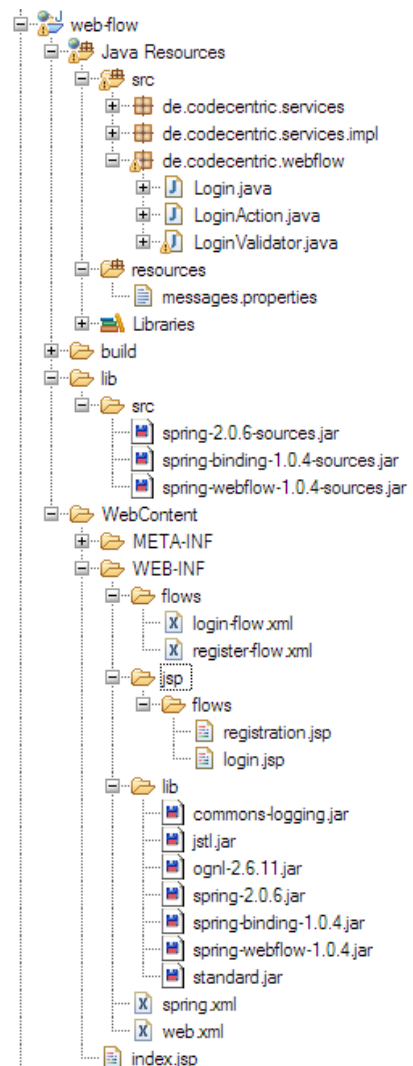 web-flow
Java Resources
src
de.codecentric.services
de.codecentric.services.impl
de.codecentric.webflow
Login.java
LoginAction.java
LoginValidator.java
resources
messages.properties
Libraries
build
lib
src
spring-2.0.6-sources.jar
spring-binding-1.0.4-sources.jar
spring-webflow-1.0.4-sources.jar
WebContent
META-INF
WEB-INF
flows
login-flow.xml
register-flow.xml
jsp
flows
registration.jsp
login.jsp
lib
commons-logging.jar
jstl.jar
ognl-2.6.11.jar
spring-2.0.6.jar
spring-binding-1.0.4.jar
spring-webflow-1.0.4.jar
standard.jar
spring.xml
web.xml
index.jsp